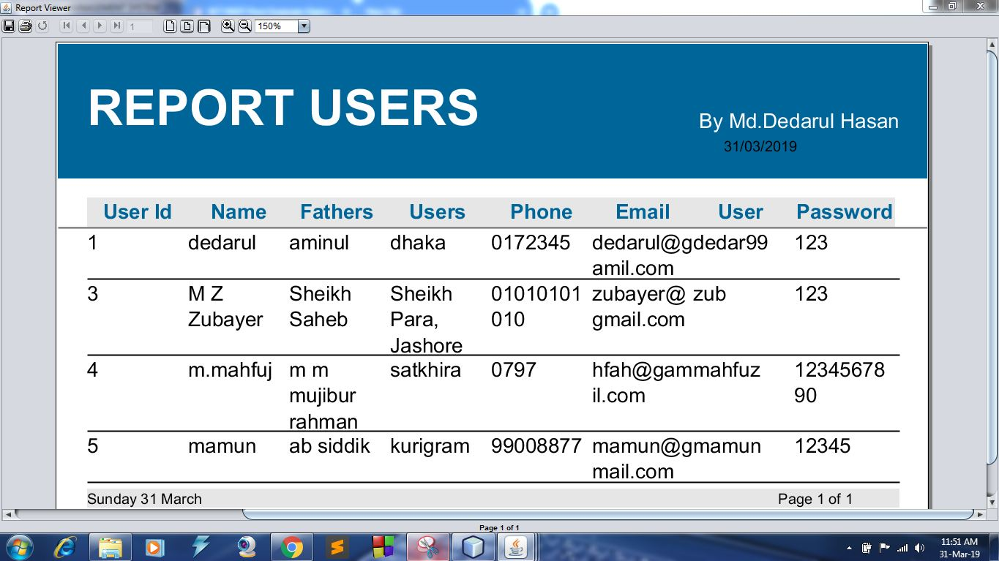 Report Viewer
1
150%
REPORT USERS
By Md.Dedarul Hasan
31/03/2019
User Id Name Fathers Users Phone Email User Password
1 dedarul aminul dhaka 0172345 dedarul@gdedar99 123
amil.com
3 M Z Sheikh Sheikh 01010101 zubayer@ zub 123
Zubayer Saheb Para, 010 gmail.com
Jashore
4 m.mahfuj m m satkhira 0797 hfah@gammahfuz 12345678
mujibur il.com 90
rahman
5 mamun ab siddik kurigram 99008877 mamun@gmamun 12345
mail.com
Sunday 31 March Page 1 of 1
Page 1 of 1
11:51 AM
31-Mar-19